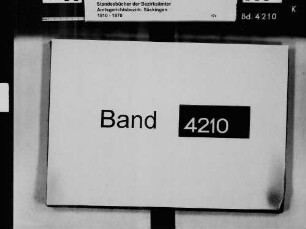 Standesbücher der Bezirksämter
Amtsgerichtsbezirk Säckingen
1810 - 1870
Bd. 4210
K
Band 4210